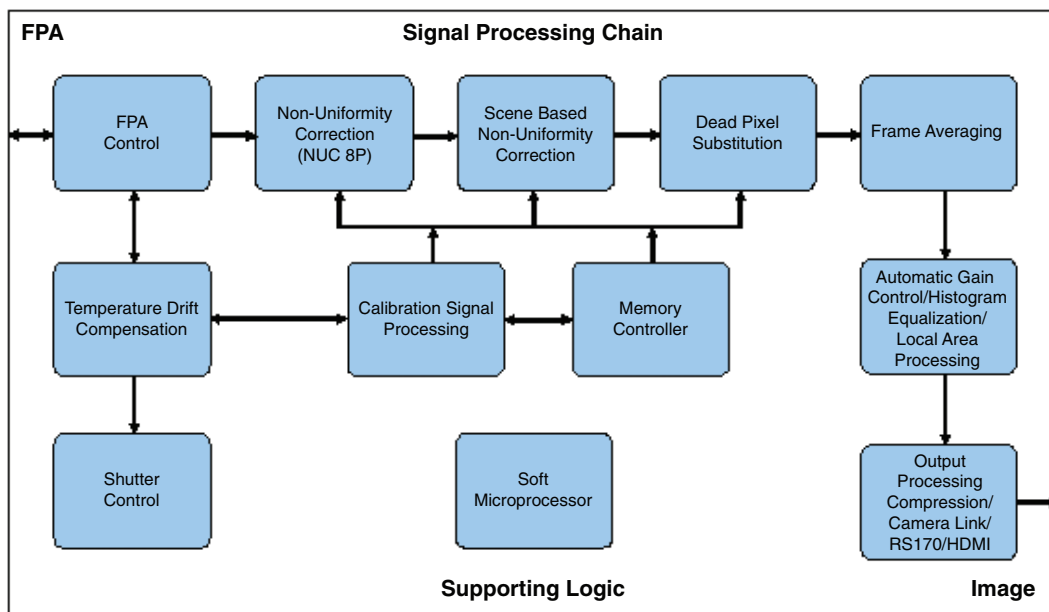 FPA
Signal Processing Chain
FPA
Control
Non-Uniformity
Correction
(NUC 8P)
Scene Based
Non-Uniformity
Correction
Dead Pixel
Substitution
Frame Averaging
Temperature Drift
Compensation
Calibration Signal
Processing
Memory
Controller
Automatic Gain
Control/Histogram
Equalization/
Local Area
Processing
Shutter
Control
Soft
Microprocessor
Output
Processing
Compression/
Camera Link/
RS170/HDMI
Supporting Logic
Image